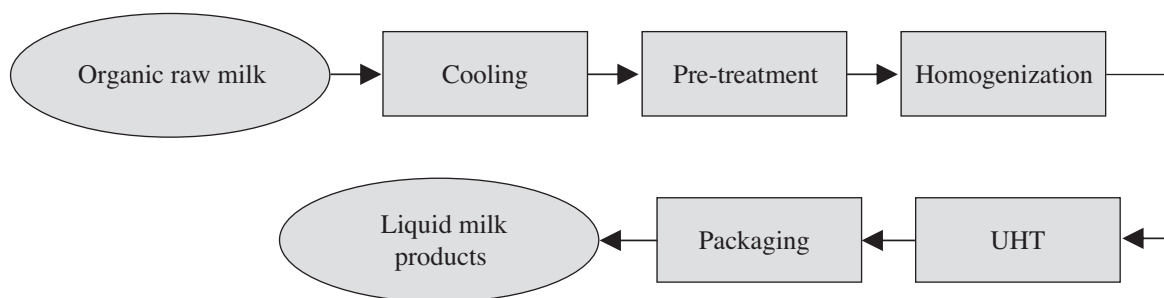 Organic raw milk
Cooling
Pre-treatment
Homogenization
Liquid milk
products
Packaging
UHT